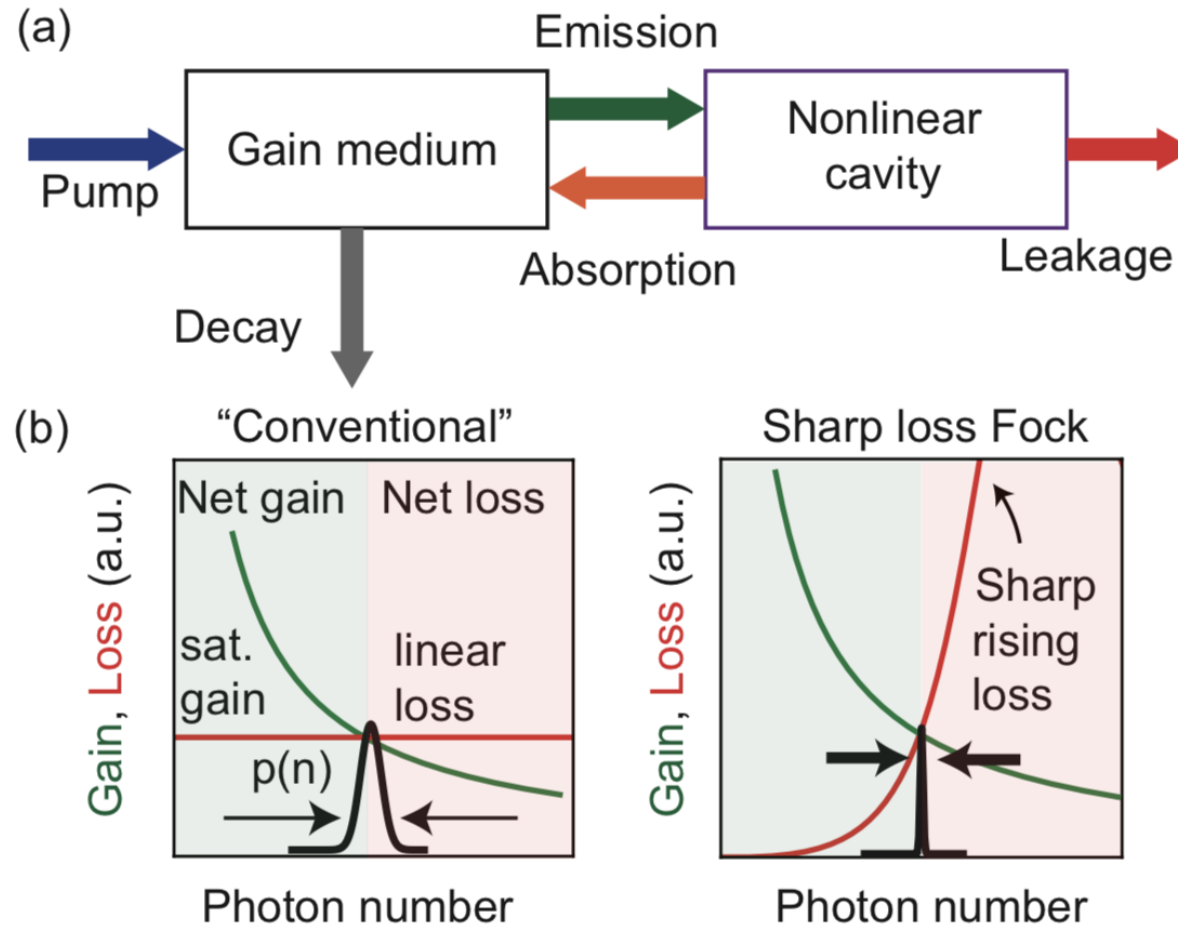 (a)
Emission
Gain medium
Nonlinear
cavity
Pump
Absorption
Leakage
Decay
(b)
“Conventional”
Gain, Loss (a.u.)
Net gain
Net loss
sat.
gain
linear
loss
p(n)
Photon number
Sharp loss Fock
Gain, Loss (a.u.)
Sharp
rising
loss
Photon number